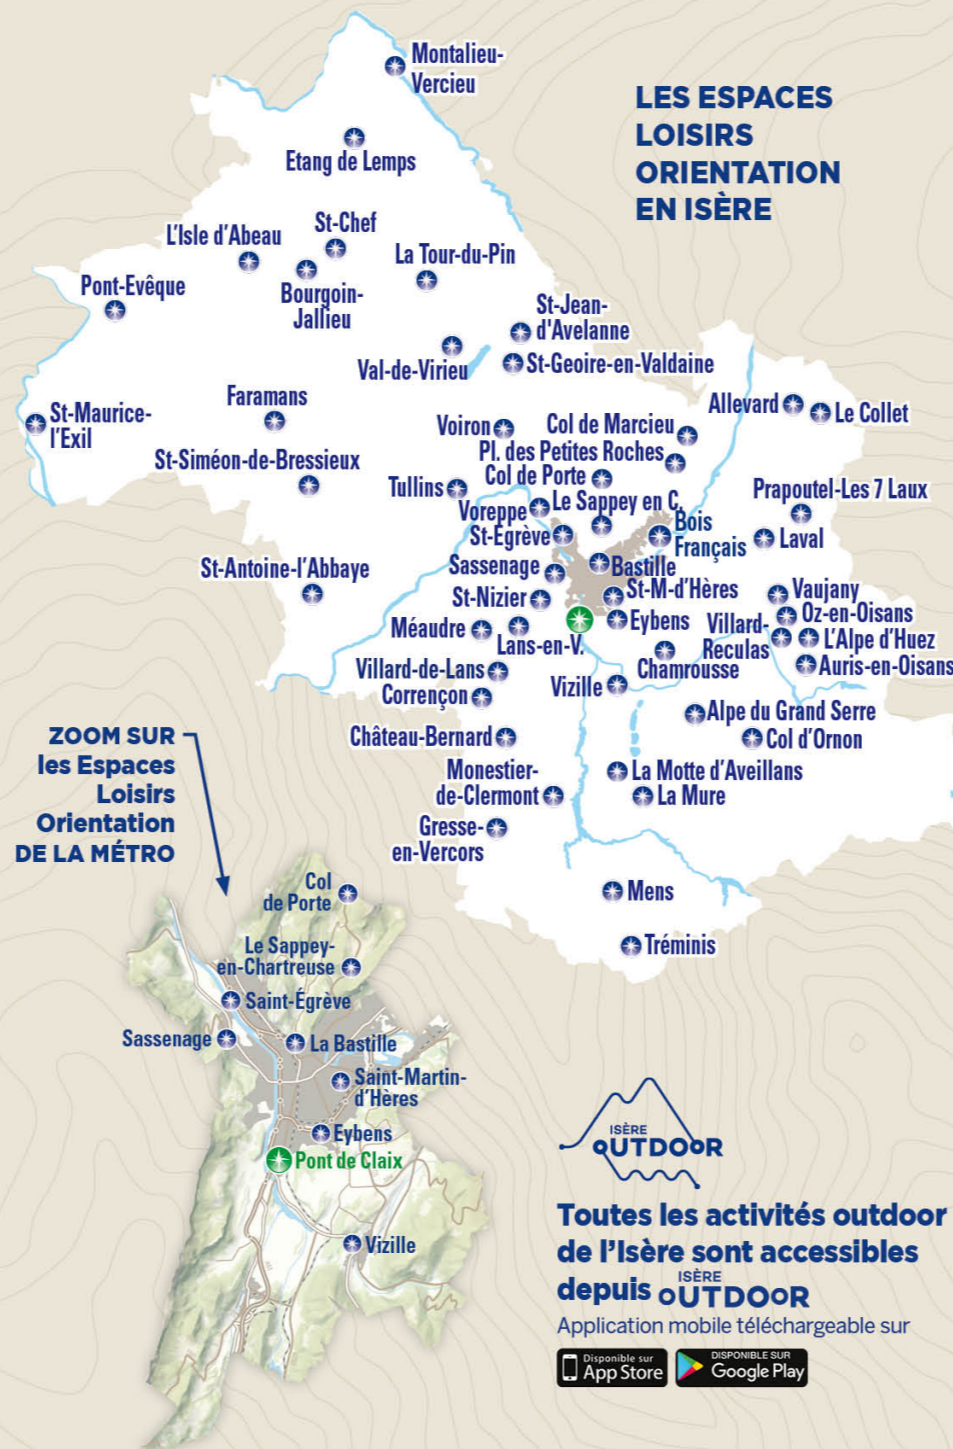 LES ESPACES
LOISIRS
ORIENTATION
EN ISÈRE
Montalieu-
Vercieu
Etang de Lemps
St-Chef
L'Isle d'Abeau
La Tour-du-Pin
Pont-Evêque
Bourgoin-
Jallieu
St-Jean-
d'Avelanne
Val-de-Virieu
St-Geoire-en-Valdaine
Faramans
Allevard
Le Collet
St-Maurice-
l'Exil
Voiron
Col de Marcieu
St-Siméon-de-Bressieux
Pl. des Petites Roches
Col de Porte
Tullins
Prapoutel-Les 7 Laux
Voreppe
Le Sappey en C.
St-Egrève
Bois
Français
Laval
St-Antoine-l'Abbaye
Sassenage
Bastille
St-Nizier
St-M-d'Hères
Vaujany
Oz-en-Oisans
Méaudre
Lans-en-V.
Eybens
Villard-
Reculas
L'Alpe d'Huez
Chamrousse
Auris-en-Oisans
Villard-de-Lans
Corrençon
Vizille
Alpe du Grand Serre
Château-Bernard
Col d'Ornon
Monestier-
de-Clermont
La Motte d'Aveillans
La Mure
Gresse-
en-Vercors
Mens
Tréminis
ZOOM SUR
les Espaces
Loisirs
Orientation
DE LA MÉTRO
Col
de Porte
Le Sappey-
en-Chartreuse
Saint-Égrève
Sassenage
La Bastille
Saint-Martin-
d'Hères
Eybens
Pont de Claix
Vizille
ISÈRE
OUTDOOR
Toutes les activités outdoor
de l'Isère sont accessibles
depuis ISÈRE OUTDOOR
Application mobile téléchargeable sur
Disponible sur
App Store
DISPONIBLE SUR
Google Play